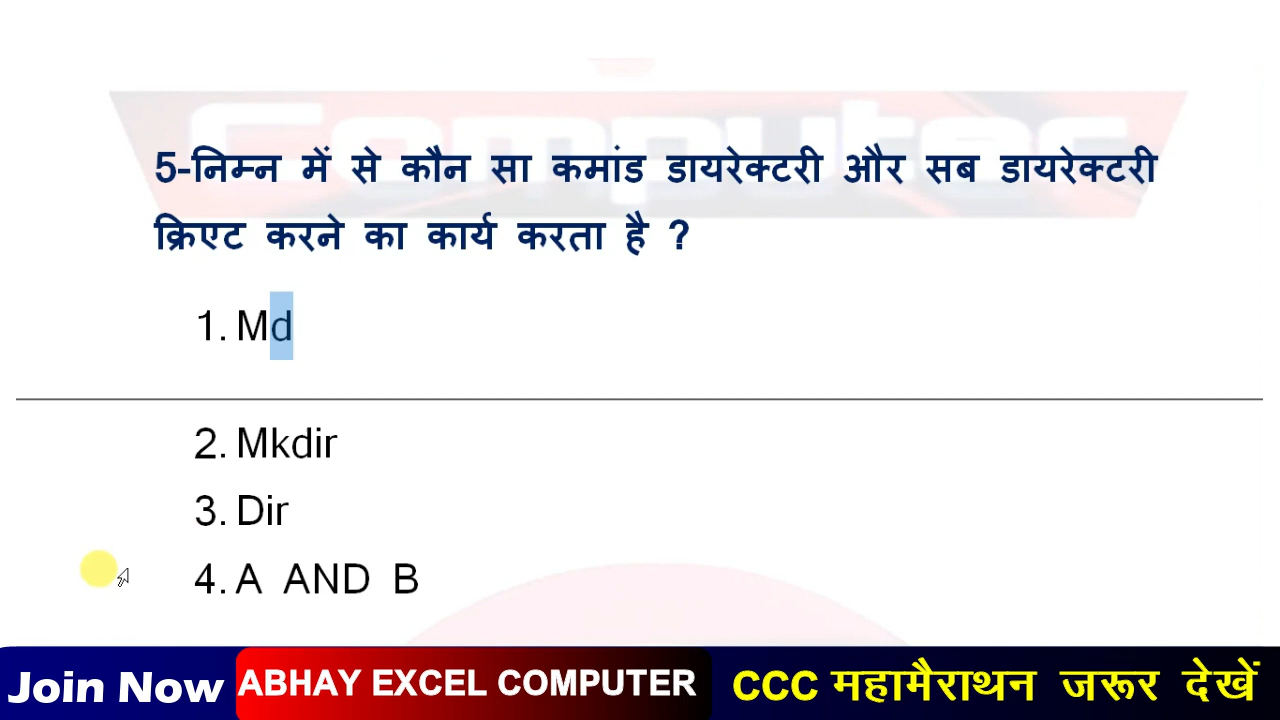 Computec
5-निम्न में से कौन सा कमांड डायरेक्टरी और सब डायरेक्टरी
क्रिएट करने का कार्य करता है ?
1. Md
2. Mkdir
3. Dir
4. A AND B
Join Now ABHAY EXCEL COMPUTER CCC महामैराथन जरूर देखें